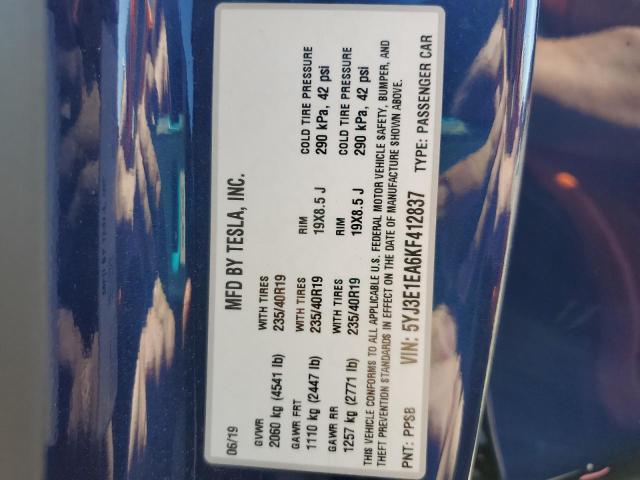 MFD BY TESLA, INC.
06/19
GVWR WITH TIRES
2060 kg (4541 lb) 235/40R19
GAWR FRT WITH TIRES RIM COLD TIRE PRESSURE
1110 kg (2447 lb) 235/40R19 19X8.5 J 290 kPa, 42 psi
GAWR RR WITH TIRES RIM COLD TIRE PRESSURE
1257 kg (2771 lb) 235/40R19 19X8.5 J 290 kPa, 42 psi
THIS VEHICLE CONFORMS TO ALL APPLICABLE U.S. FEDERAL MOTOR VEHICLE SAFETY, BUMPER, AND
THEFT PREVENTION STANDARDS IN EFFECT ON THE DATE OF MANUFACTURE SHOWN ABOVE.
PNT: PPSB VIN: 5YJ3E1EA6KF412837 TYPE: PASSENGER CAR